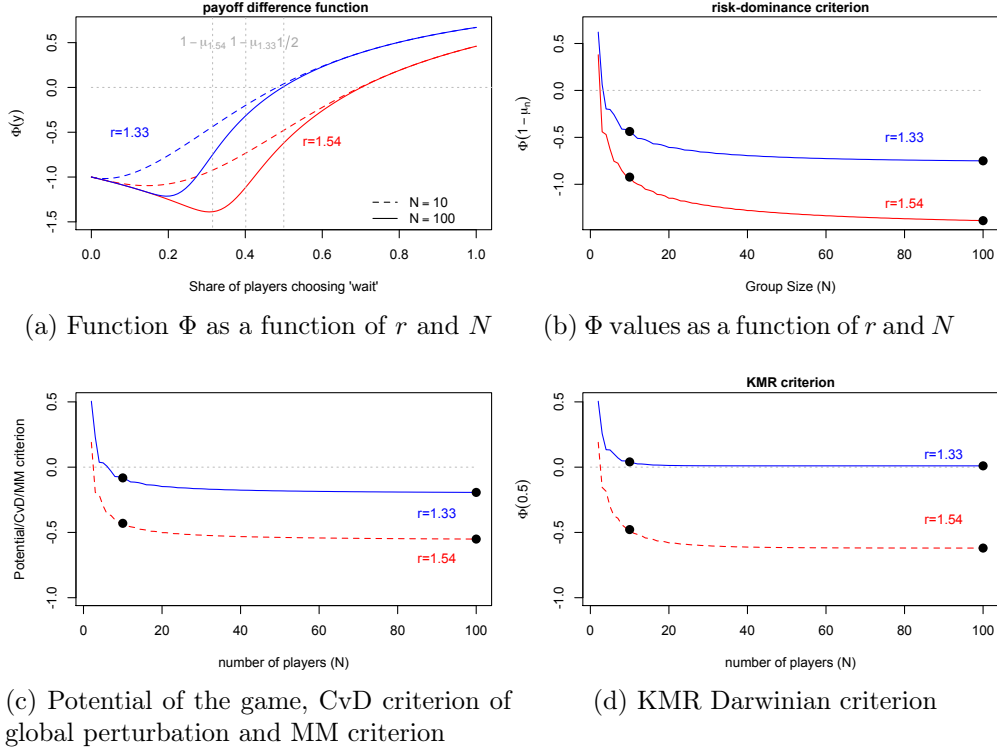 payoff difference function
0.5
0.0
-0.5
-1.0
-1.5
Φ(y)
1 − μ1.54 1 − μ1.33 1/2
r=1.33
r=1.54
N = 10
N = 100
0.0 0.2 0.4 0.6 0.8 1.0
Share of players choosing 'wait'
(a) Function Φ as a function of r and N
risk-dominance criterion
0.5
0.0
-0.5
-1.0
Φ(1 − μn)
r=1.33
r=1.54
0 20 40 60 80 100
Group Size (N)
(b) Φ values as a function of r and N
0.5
0.0
-0.5
-1.0
Potential/CvD/MM criterion
r=1.33
r=1.54
0 20 40 60 80 100
number of players (N)
(c) Potential of the game, CvD criterion of
global perturbation and MM criterion
KMR criterion
0.5
0.0
-0.5
-1.0
Φ(0.5)
r=1.33
r=1.54
0 20 40 60 80 100
number of players (N)
(d) KMR Darwinian criterion